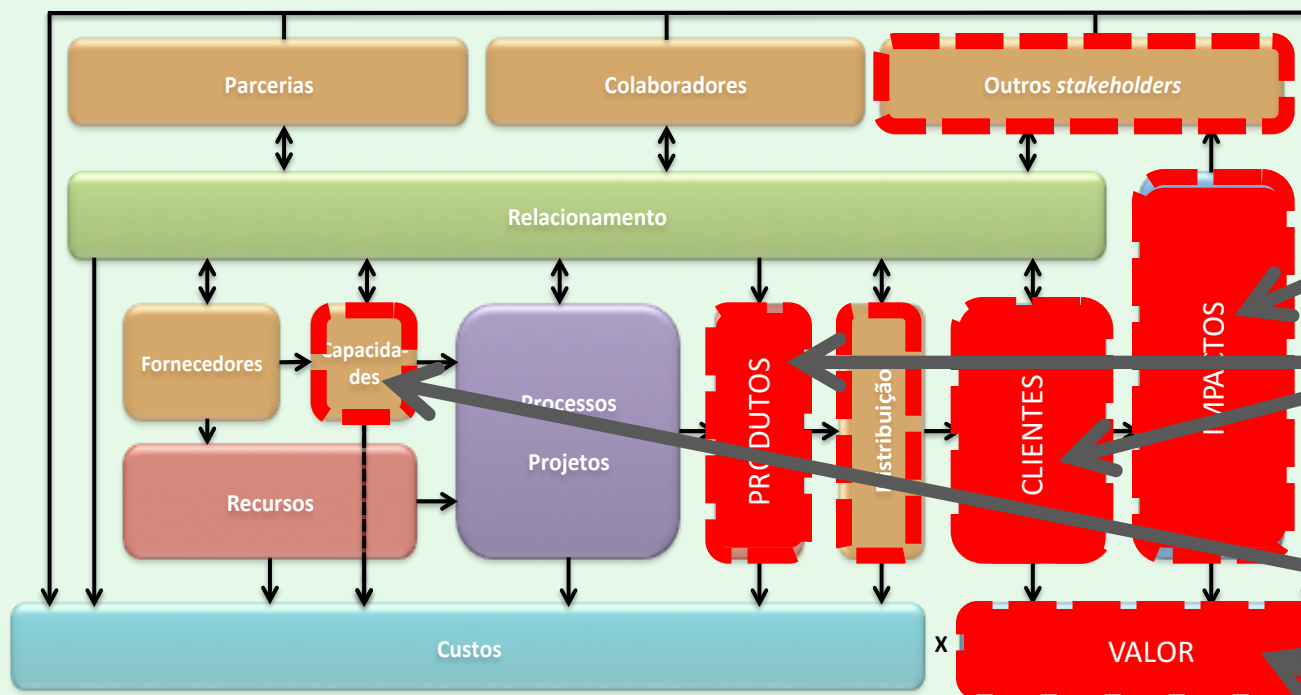 Parcerias
Colaboradores
Outros stakeholders
Relacionamento
Fornecedores
Capacida-
des
Processos
Projetos
PRODUTOS
Distribuição
CLIENTES
IMPACTOS
Recursos
Custos
X
VALOR